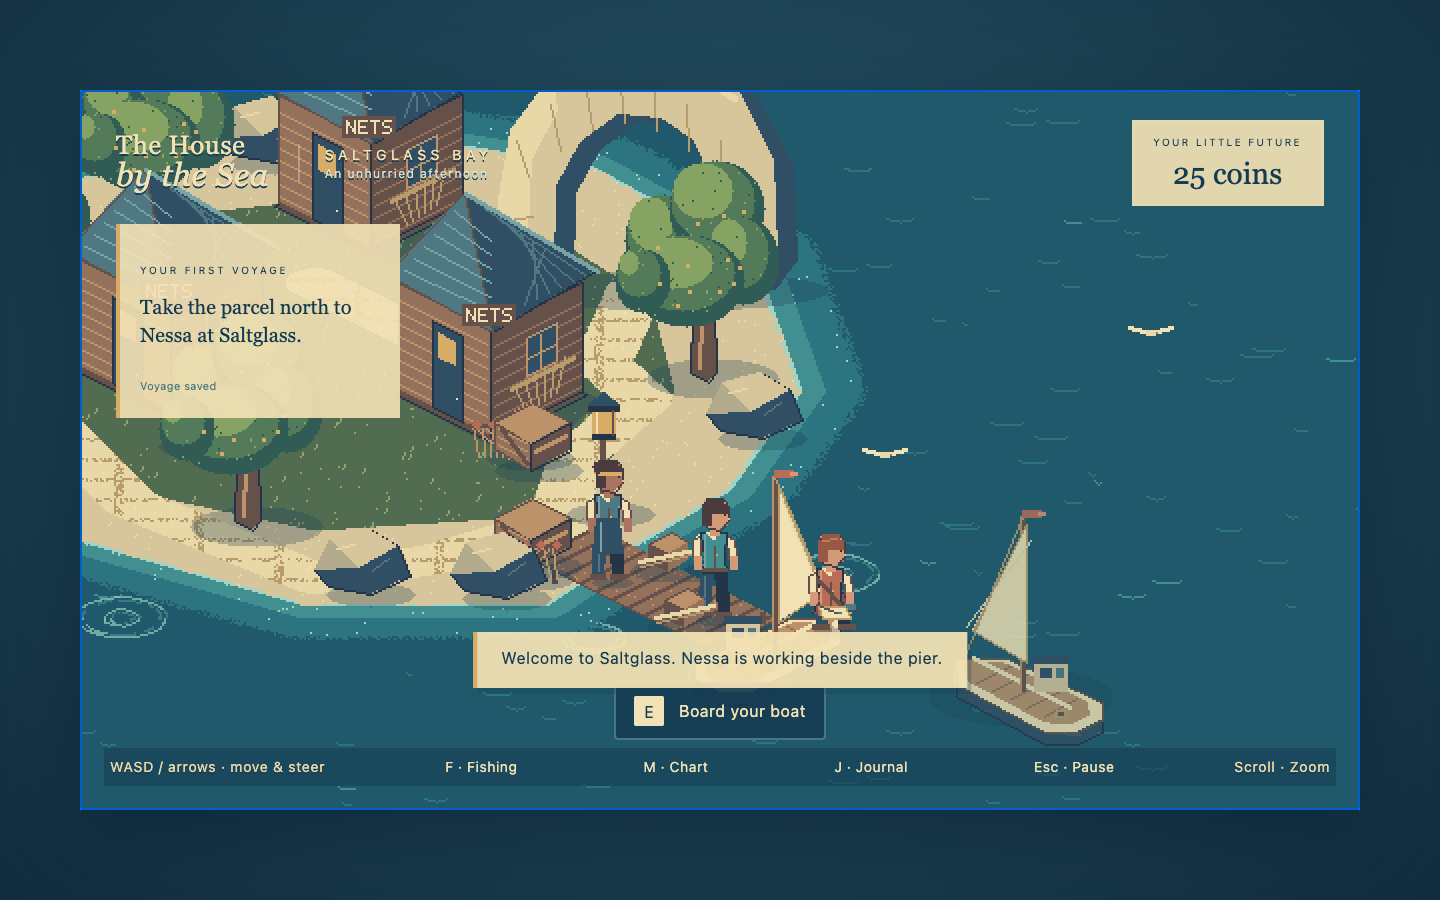 The House
by the Sea
NETS
SALTGLASS BAY
An unhurried afternoon
YOUR LITTLE FUTURE
25 coins
YOUR FIRST VOYAGE
NETS
Take the parcel north to
Nessa at Saltglass.
Voyage saved
NETS
Welcome to Saltglass. Nessa is working beside the pier.
E Board your boat
WASD / arrows · move & steer
F · Fishing
M · Chart
J · Journal
Esc · Pause
Scroll · Zoom